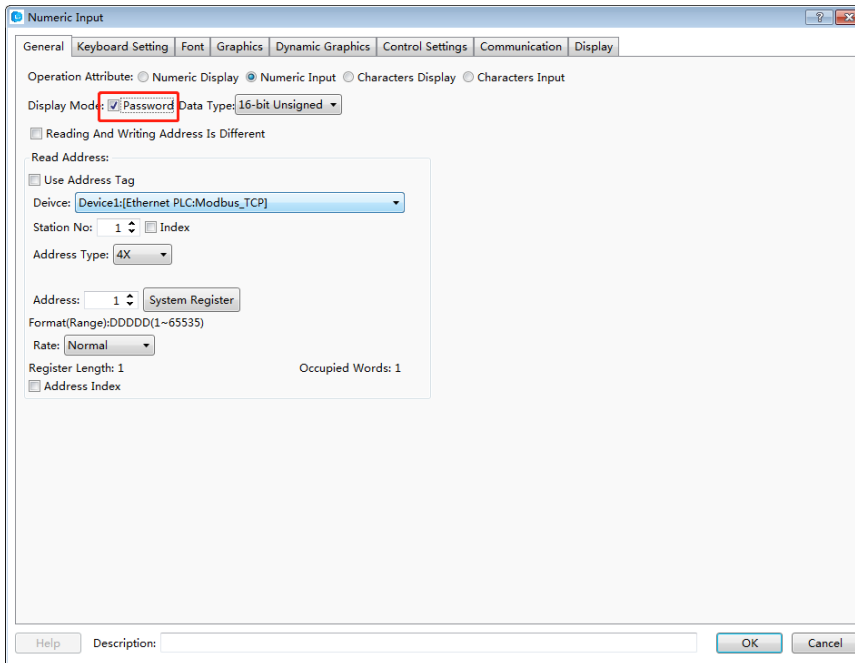 Numeric Input
General Keyboard Setting Font Graphics Dynamic Graphics Control Settings Communication Display
Operation Attribute: Numeric Display Numeric Input Characters Display Characters Input
Display Mode: Password Data Type: 16-bit Unsigned
Reading And Writing Address Is Different
Read Address:
Use Address Tag
Deivce: Device1:[Ethernet PLC:Modbus_TCP]
Station No: 1 Index
Address Type: 4X
Address: 1 System Register
Format(Range):DDDDD(1~65535)
Rate: Normal
Register Length: 1 Occupied Words: 1
Address Index
Help Description: OK Cancel